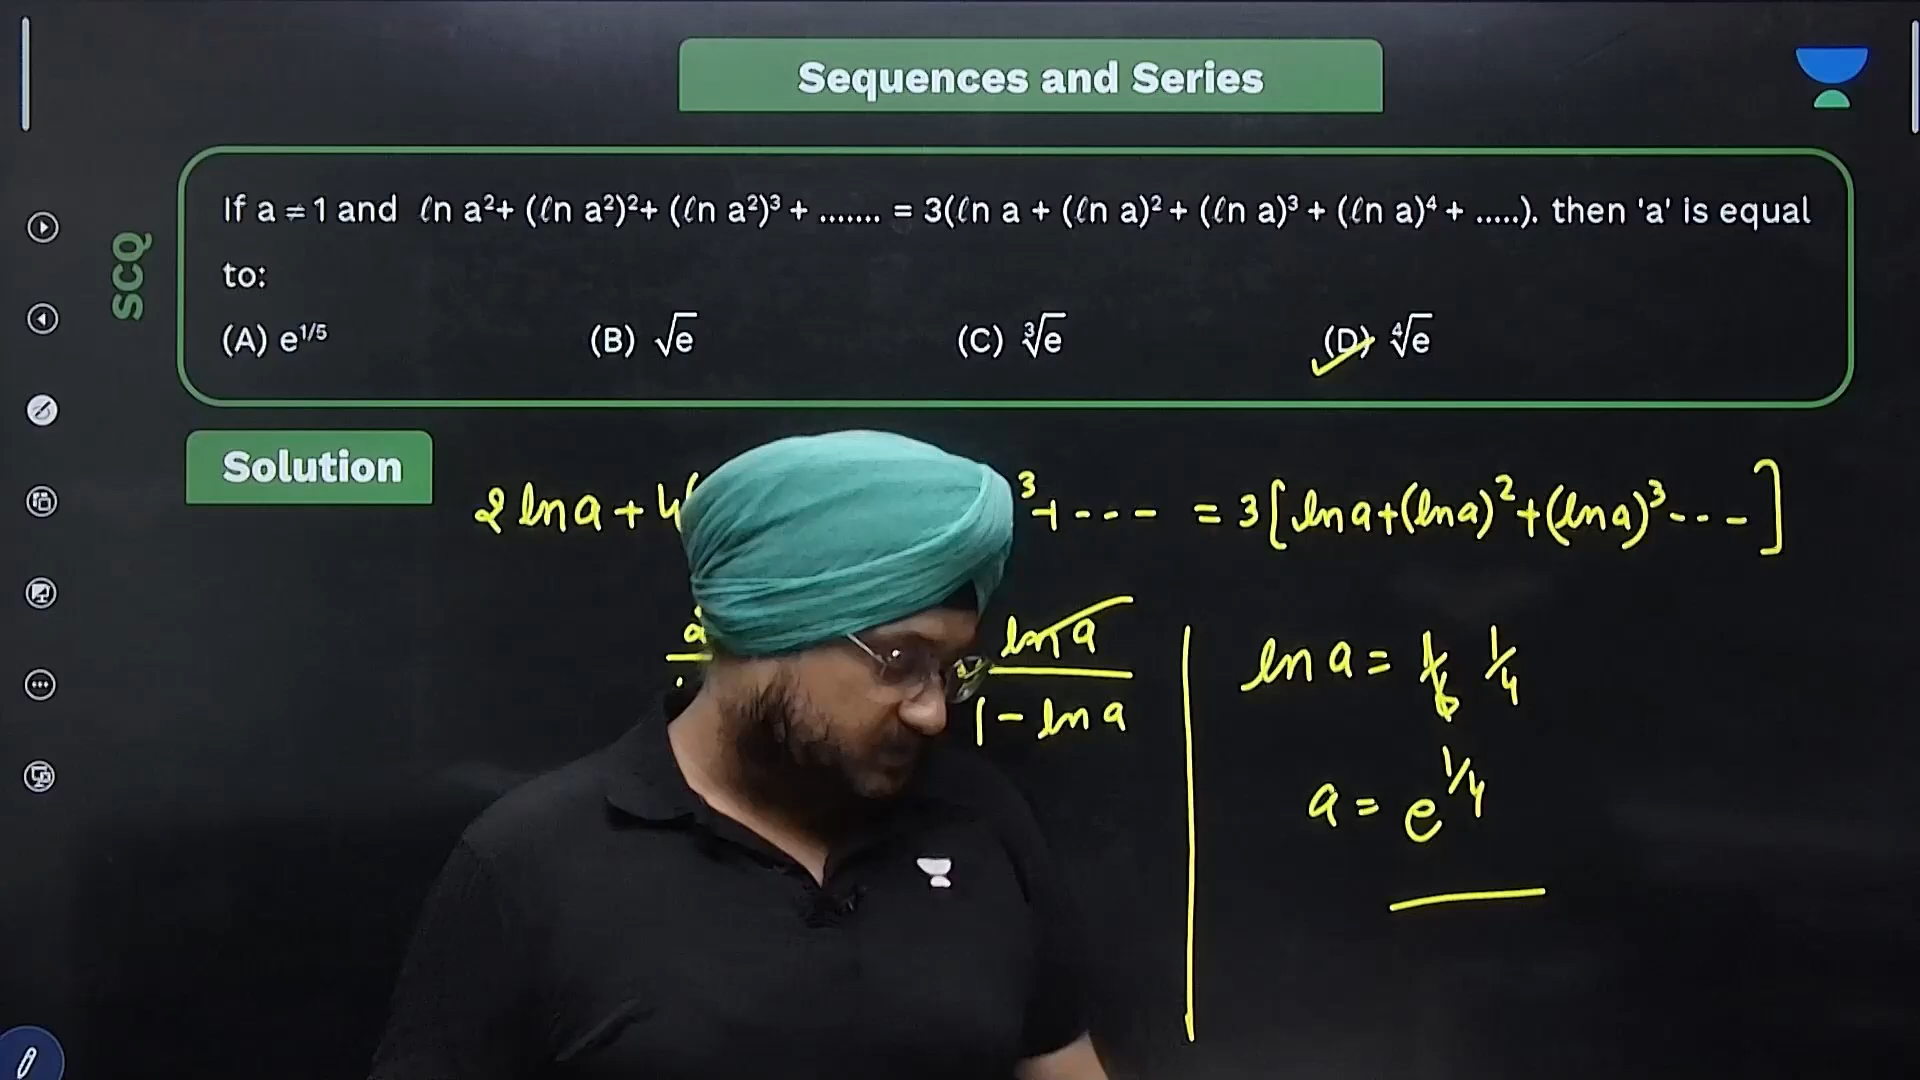 Sequences and Series
SCQ
If a ≠ 1 and ℓn a²+ (ℓn a²)²+ (ℓn a²)³ + ....... = 3(ℓn a + (ℓn a)² + (ℓn a)³ + (ℓn a)⁴ + .....). then 'a' is equal
to:
(A) e^1/5 (B) √e (C) ∛e (D) ∜e
Solution
2 ln a + 4( ³ + --- = 3[ ln a + (ln a)² + (ln a)³ --- ]
ln a
1 - ln a
ln a = 1/4
a = e^1/4